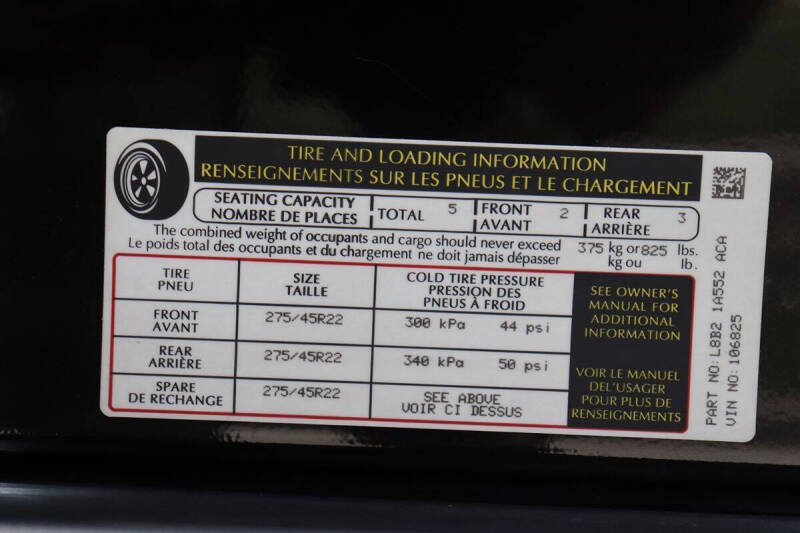 TIRE AND LOADING INFORMATION
RENSEIGNEMENTS SUR LES PNEUS ET LE CHARGEMENT
SEATING CAPACITY
NOMBRE DE PLACES
TOTAL 5
FRONT
AVANT
2
REAR
ARRIÈRE
3
The combined weight of occupants and cargo should never exceed 375 kg or 825 lbs.
Le poids total des occupants et du chargement ne doit jamais dépasser kg ou lb.
TIRE
PNEU
SIZE
TAILLE
COLD TIRE PRESSURE
PRESSION DES
PNEUS À FROID
FRONT
AVANT
275/45R22
300 kPa 44 psi
REAR
ARRIÈRE
275/45R22
340 kPa 50 psi
SPARE
DE RECHANGE
275/45R22
SEE ABOVE
VOIR CI DESSUS
SEE OWNER'S
MANUAL FOR
ADDITIONAL
INFORMATION
VOIR LE MANUEL
DEL'USAGER
POUR PLUS DE
RENSEIGNEMENTS
PART NO: L8B2 1A552 ACA
VIN NO: 106825